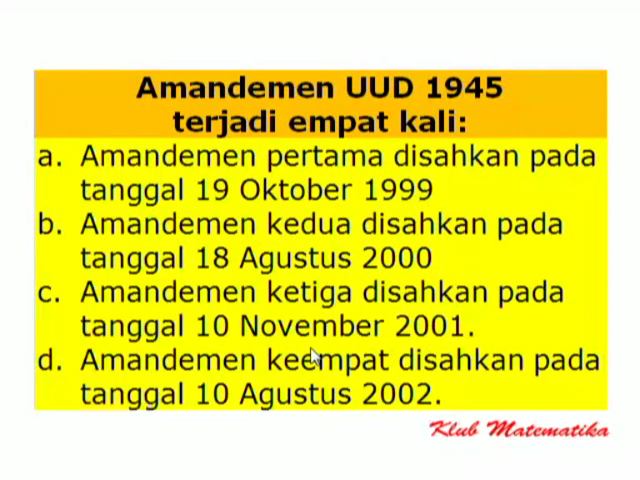 Amandemen UUD 1945
terjadi empat kali:
a. Amandemen pertama disahkan pada
tanggal 19 Oktober 1999
b. Amandemen kedua disahkan pada
tanggal 18 Agustus 2000
c. Amandemen ketiga disahkan pada
tanggal 10 November 2001.
d. Amandemen keempat disahkan pada
tanggal 10 Agustus 2002.
Klub Matematika